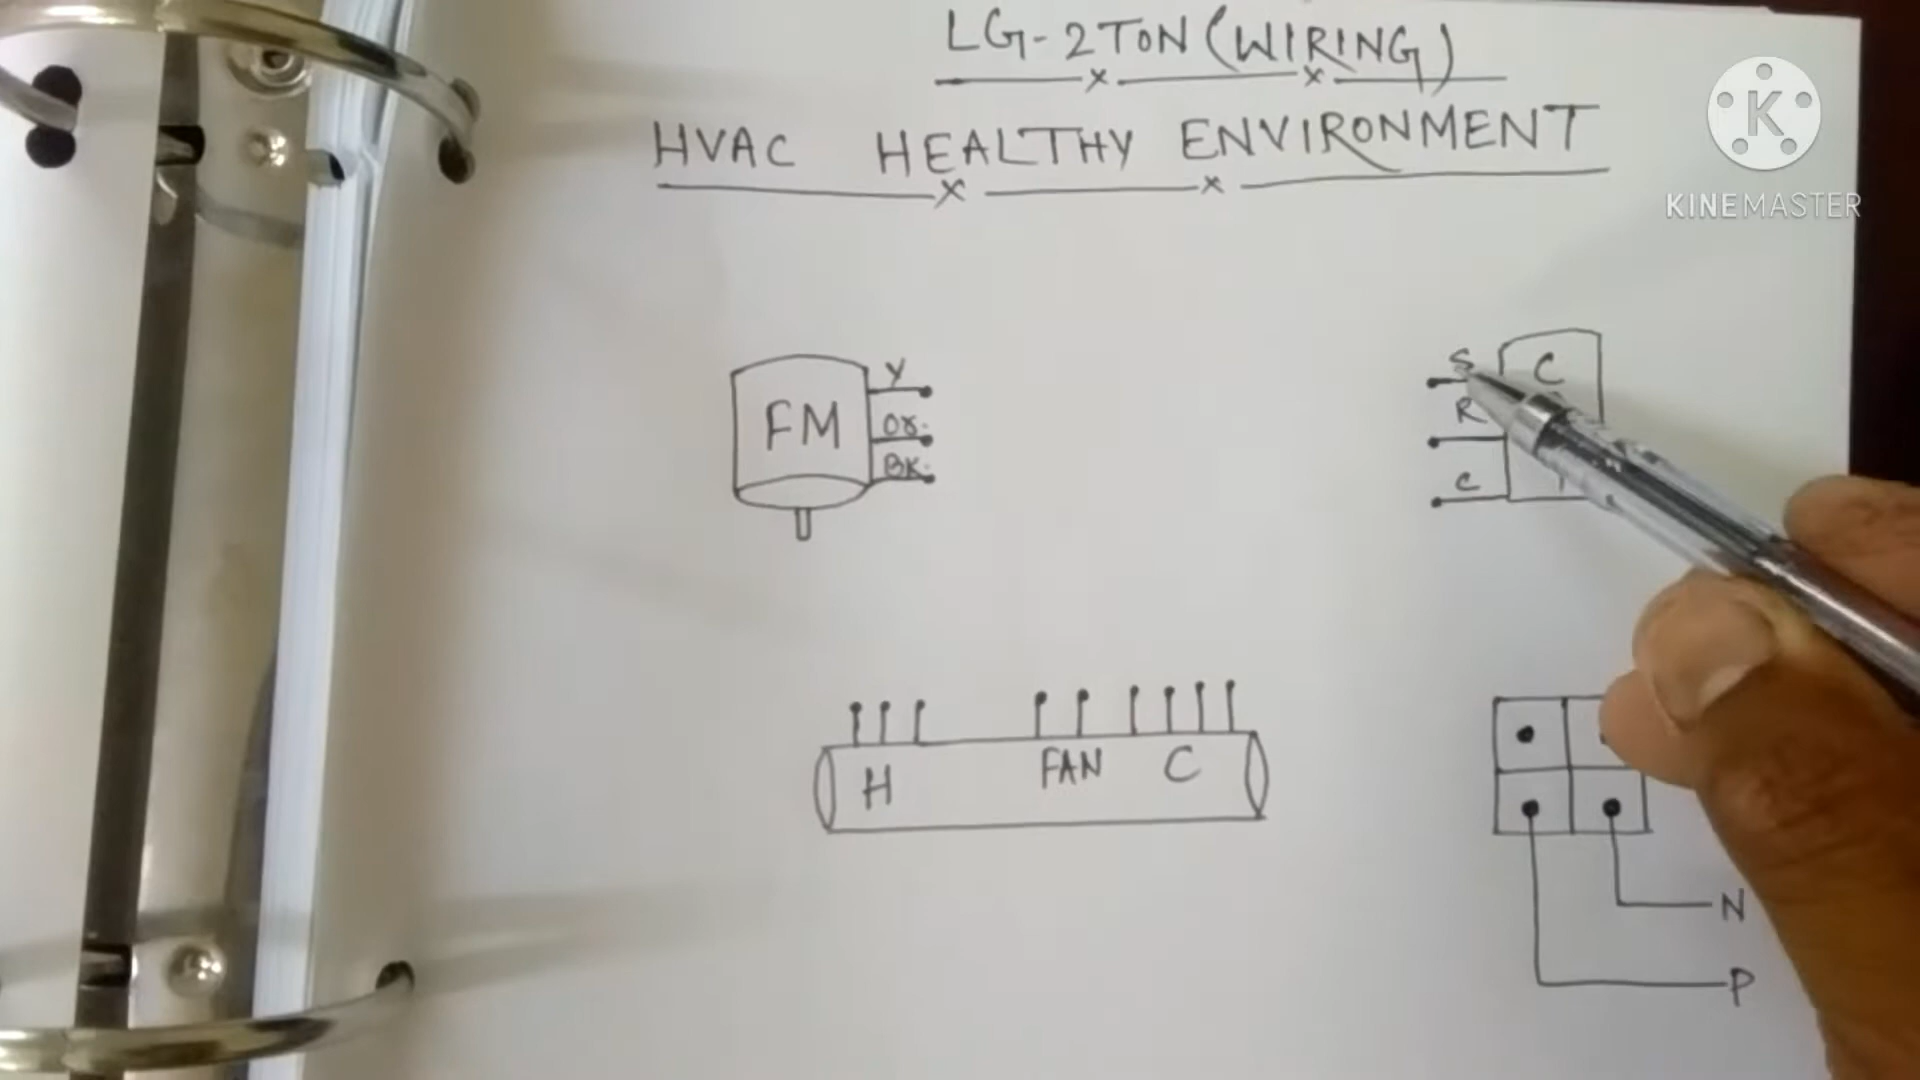 LG-2TON (WIRING)
HVAC HEALTHY ENVIRONMENT
K
KINEMASTER
FM
Y
OR.
BK.
S
R
C
C
H
FAN
C
N
P